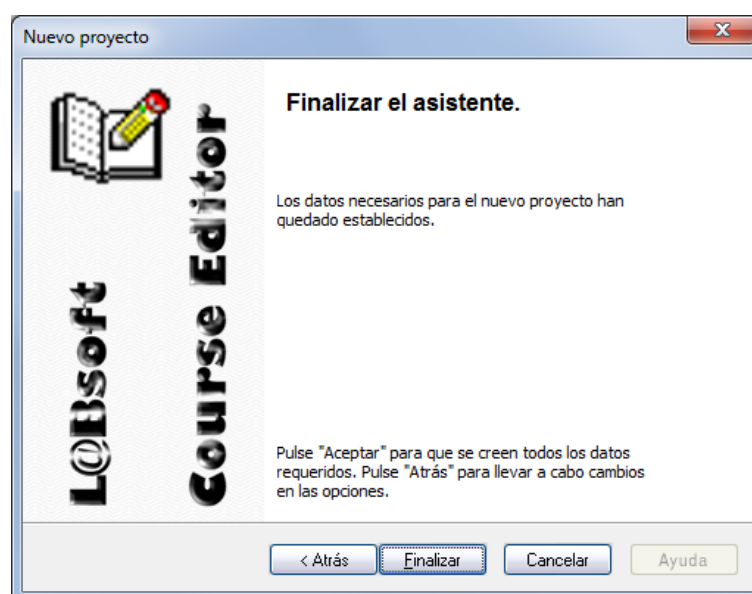 Nuevo proyecto
L@Bsoft
Course Editor
Finalizar el asistente.
Los datos necesarios para el nuevo proyecto han
quedado establecidos.
Pulse "Aceptar" para que se creen todos los datos
requeridos. Pulse "Atrás" para llevar a cabo cambios
en las opciones.
< Atrás
Finalizar
Cancelar
Ayuda